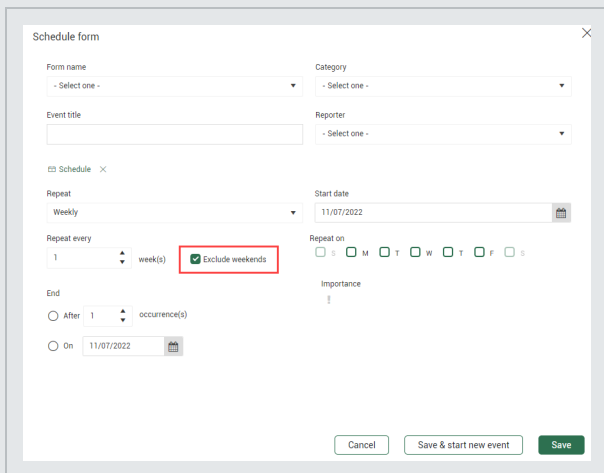 Schedule form
Form name
- Select one -
Category
- Select one -
Event title
Reporter
- Select one -
Schedule
Repeat
Weekly
Start date
11/07/2022
Repeat every
1 week(s) Exclude weekends
Repeat on
S M T W T F S
Importance
End
After 1 occurrence(s)
On 11/07/2022
Cancel Save & start new event Save